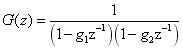 G(z) = 1 / ((1 - g₁z⁻¹)(1 - g₂z⁻¹))